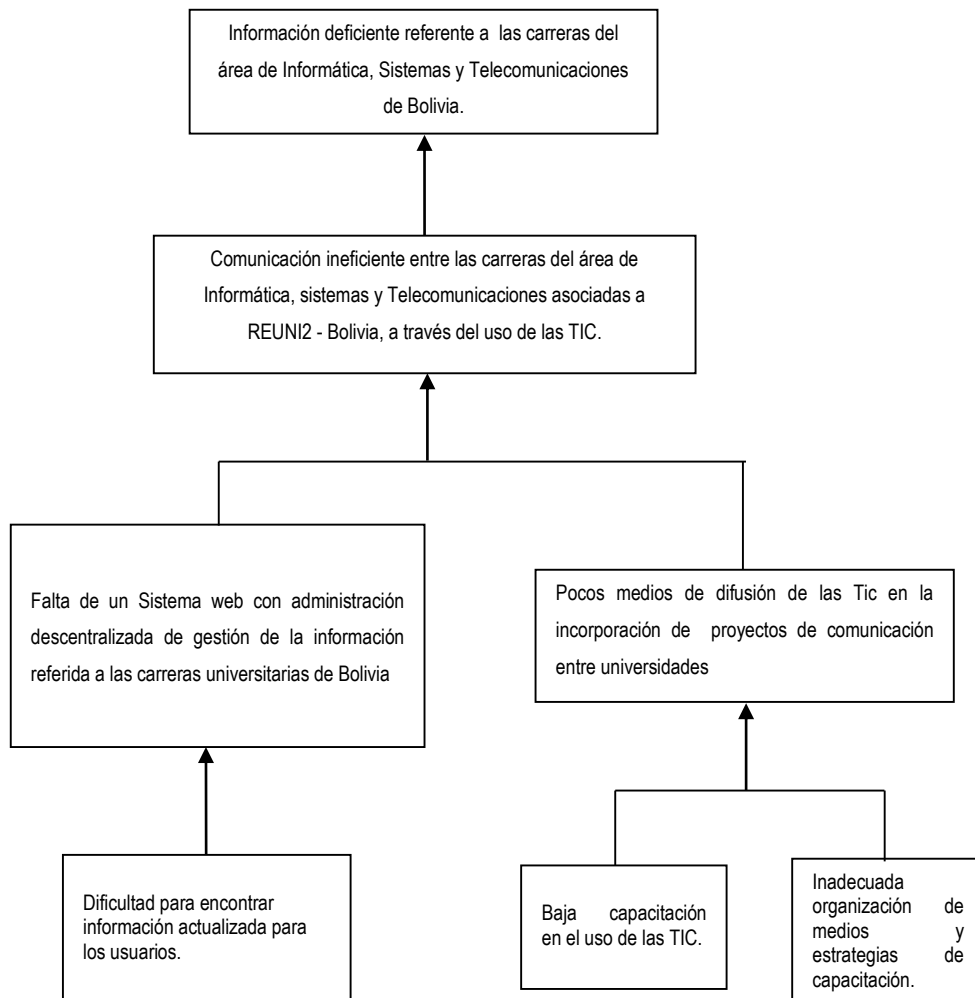 Información deficiente referente a las carreras del
área de Informática, Sistemas y Telecomunicaciones
de Bolivia.
Comunicación ineficiente entre las carreras del área de
Informática, sistemas y Telecomunicaciones asociadas a
REUNI2 - Bolivia, a través del uso de las TIC.
Falta de un Sistema web con administración
descentralizada de gestión de la información
referida a las carreras universitarias de Bolivia
Pocos medios de difusión de las Tic en la
incorporación de proyectos de comunicación
entre universidades
Dificultad para encontrar
información actualizada para
los usuarios.
Baja capacitación
en el uso de las TIC.
Inadecuada
organización de
medios y
estrategias de
capacitación.